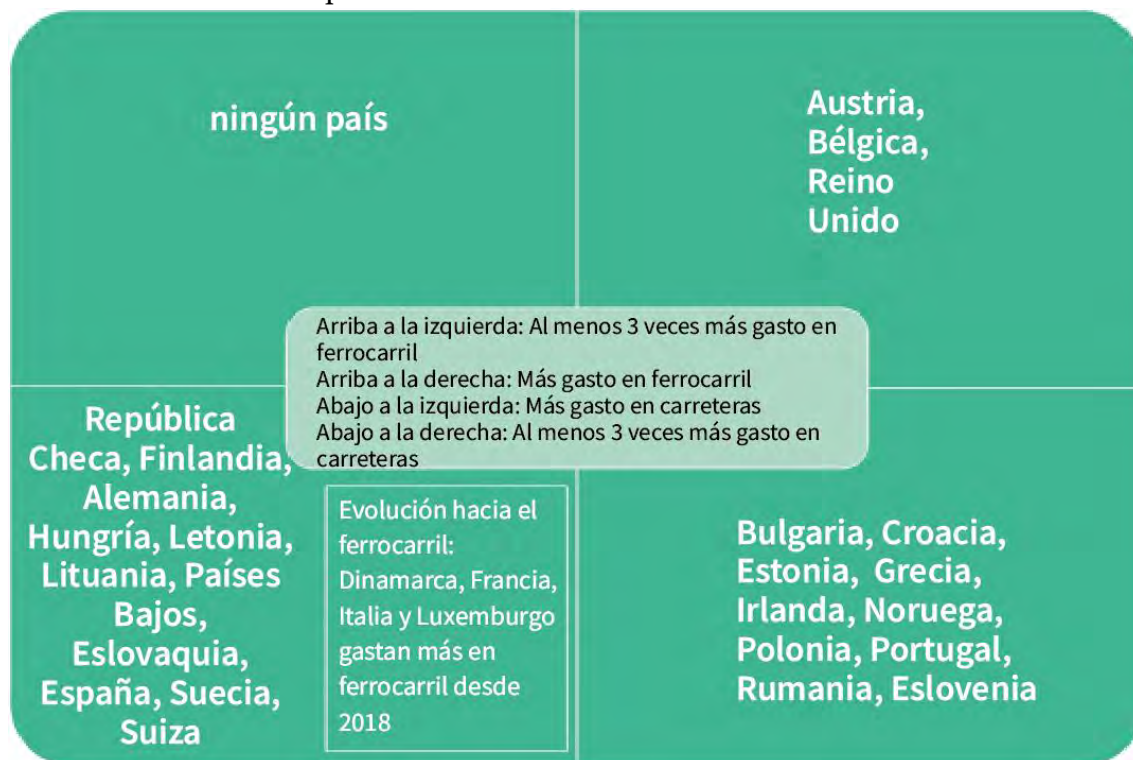 ningún país
Austria,
Bélgica,
Reino
Unido
Arriba a la izquierda: Al menos 3 veces más gasto en
ferrocarril
Arriba a la derecha: Más gasto en ferrocarril
Abajo a la izquierda: Más gasto en carreteras
Abajo a la derecha: Al menos 3 veces más gasto en
carreteras
República
Checa, Finlandia,
Alemania,
Hungría, Letonia,
Lituania, Países
Bajos,
Eslovaquia,
España, Suecia,
Suiza
Evolución hacia el
ferrocarril:
Dinamarca, Francia,
Italia y Luxemburgo
gastan más en
ferrocarril desde
2018
Bulgaria, Croacia,
Estonia, Grecia,
Irlanda, Noruega,
Polonia, Portugal,
Rumania, Eslovenia